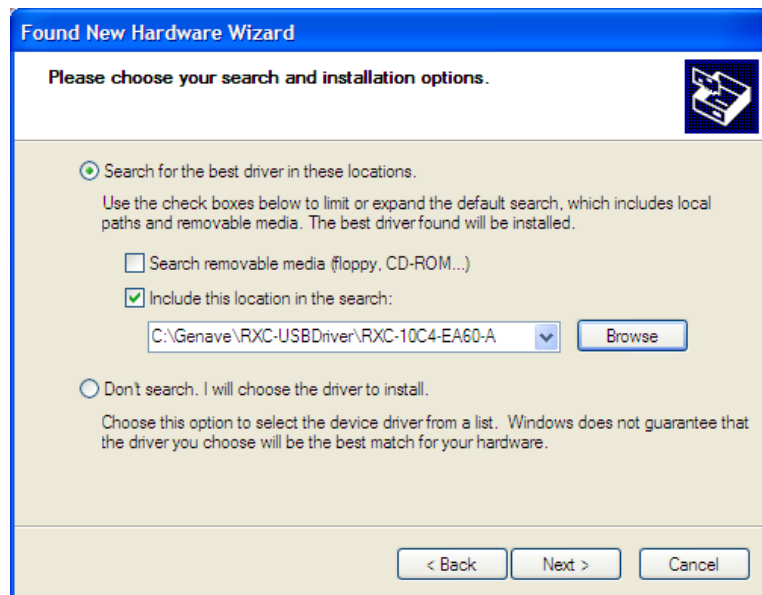 Found New Hardware Wizard
Please choose your search and installation options.
Search for the best driver in these locations.
Use the check boxes below to limit or expand the default search, which includes local
paths and removable media. The best driver found will be installed.
Search removable media (floppy, CD-ROM...)
Include this location in the search:
C:\Genave\RXC-USBDriver\RXC-10C4-EA60-A
Browse
Don't search. I will choose the driver to install.
Choose this option to select the device driver from a list.  Windows does not guarantee that
the driver you choose will be the best match for your hardware.
< Back
Next >
Cancel